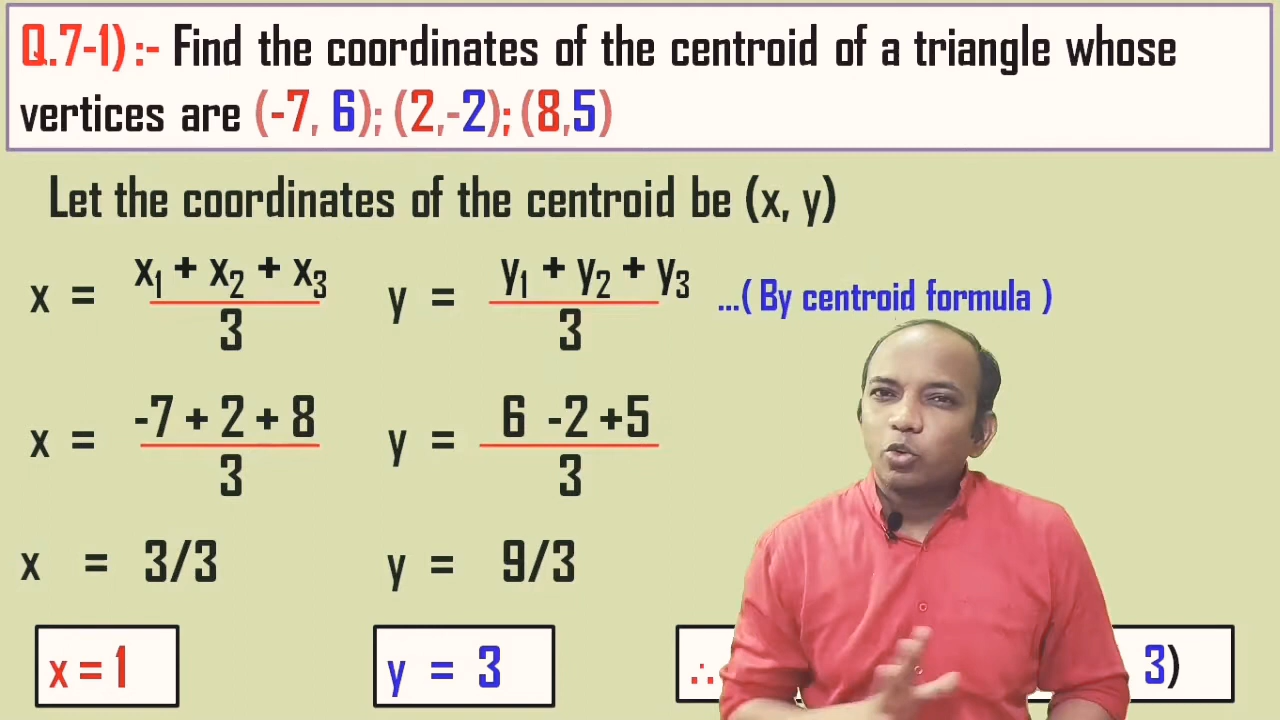 Q.7-1) :- Find the coordinates of the centroid of a triangle whose
vertices are (-7, 6); (2,-2); (8,5)
Let the coordinates of the centroid be (x, y)
x = x₁ + x₂ + x₃ / 3   y = y₁ + y₂ + y₃ / 3   ...( By centroid formula )
x = -7 + 2 + 8 / 3   y = 6 -2 +5 / 3
x = 3/3   y = 9/3
x = 1   y = 3   ∴ 3)